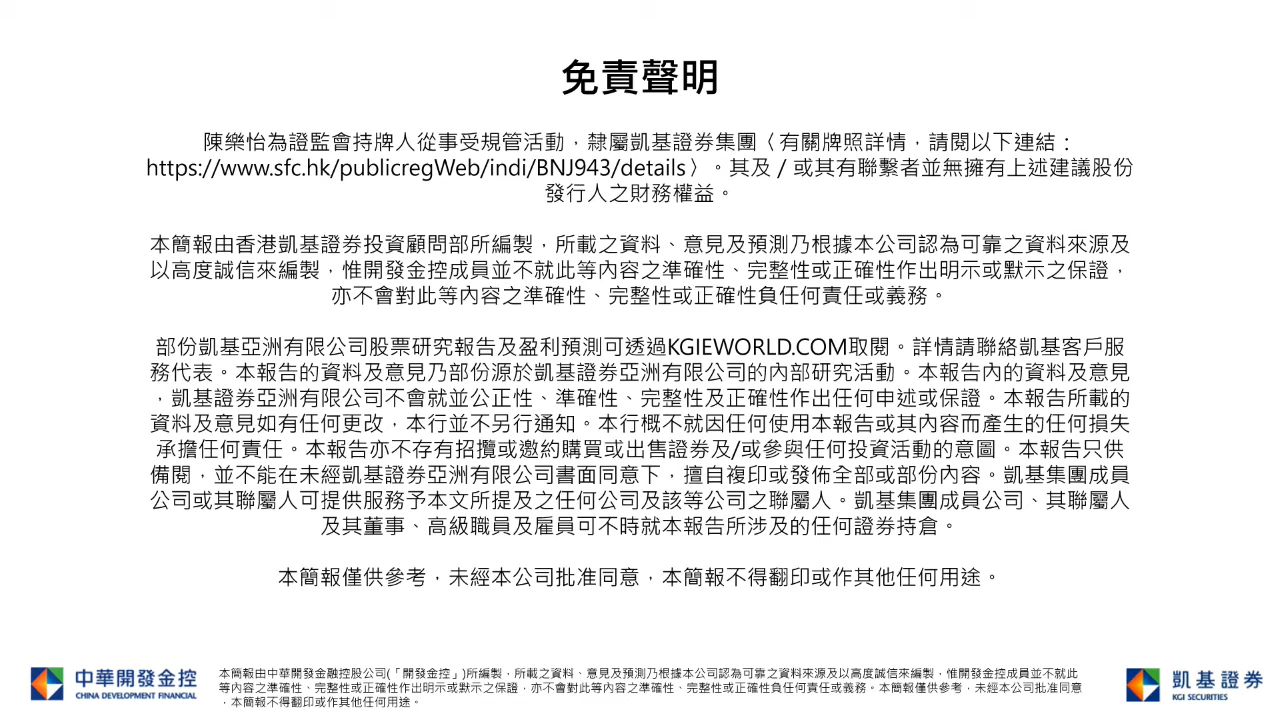 免責聲明
陳樂怡為證監會持牌人從事受規管活動，隸屬凱基證券集團〈有關牌照詳情，請閱以下連結：
https://www.sfc.hk/publicregWeb/indi/BNJ943/details〉。其及 / 或其有聯繫者並無擁有上述建議股份
發行人之財務權益。
本簡報由香港凱基證券投資顧問部所編製，所載之資料、意見及預測乃根據本公司認為可靠之資料來源及
以高度誠信來編製，惟開發金控成員並不就此等內容之準確性、完整性或正確性作出明示或默示之保證，
亦不會對此等內容之準確性、完整性或正確性負任何責任或義務。
部份凱基亞洲有限公司股票研究報告及盈利預測可透過KGIEWORLD.COM取閱。詳情請聯絡凱基客戶服
務代表。本報告的資料及意見乃部份源於凱基證券亞洲有限公司的內部研究活動。本報告內的資料及意見
，凱基證券亞洲有限公司不會就並公正性、準確性、完整性及正確性作出任何申述或保證。本報告所載的
資料及意見如有任何更改，本行並不另行通知。本行概不就因任何使用本報告或其內容而產生的任何損失
承擔任何責任。本報告亦不存有招攬或邀約購買或出售證券及/或參與任何投資活動的意圖。本報告只供
備閱，並不能在未經凱基證券亞洲有限公司書面同意下，擅自複印或發佈全部或部份內容。凱基集團成員
公司或其聯屬人可提供服務予本文所提及之任何公司及該等公司之聯屬人。凱基集團成員公司、其聯屬人
及其董事、高級職員及雇員可不時就本報告所涉及的任何證券持倉。
本簡報僅供參考，未經本公司批准同意，本簡報不得翻印或作其他任何用途。
中華開發金控
CHINA DEVELOPMENT FINANCIAL
本簡報由中華開發金融控股公司(「開發金控」)所編製，所載之資料、意見及預測乃根據本公司認為可靠之資料來源及以高度誠信來編製，惟開發金控成員並不就此
等內容之準確性、完整性或正確性作出明示或默示之保證，亦不會對此等內容之準確性、完整性或正確性負任何責任或義務。本簡報僅供參考，未經本公司批准同意
，本簡報不得翻印或作其他任何用途。
凱基證券
KGI SECURITIES